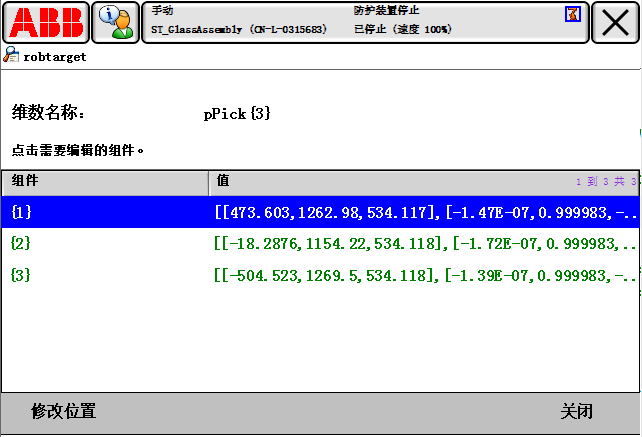 ABB
手动
防护装置停止
ST_GlassAssembly (CN-L-0315683)
已停止 (速度 100%)
robtarget
维数名称:
pPick{3}
点击需要编辑的组件。
组件
值
1 到 3 共 3
{1}
[[473.603,1262.98,534.117],[-1.47E-07,0.999983,-...
{2}
[[-18.2876,1154.22,534.118],[-1.72E-07,0.999983,...
{3}
[[-504.523,1269.5,534.118],[-1.39E-07,0.999983,-...
修改位置
关闭